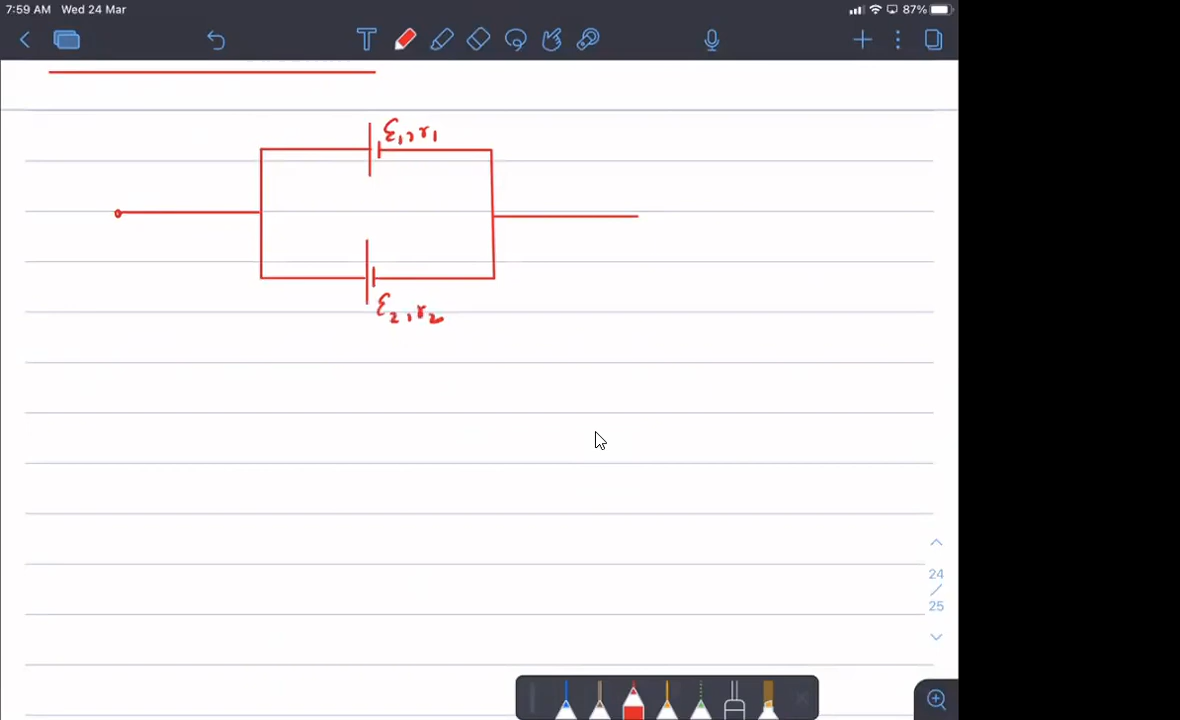 7:59 AM Wed 24 Mar
87%
T
ε₁, r₁
ε₂, r₂
24
/
25